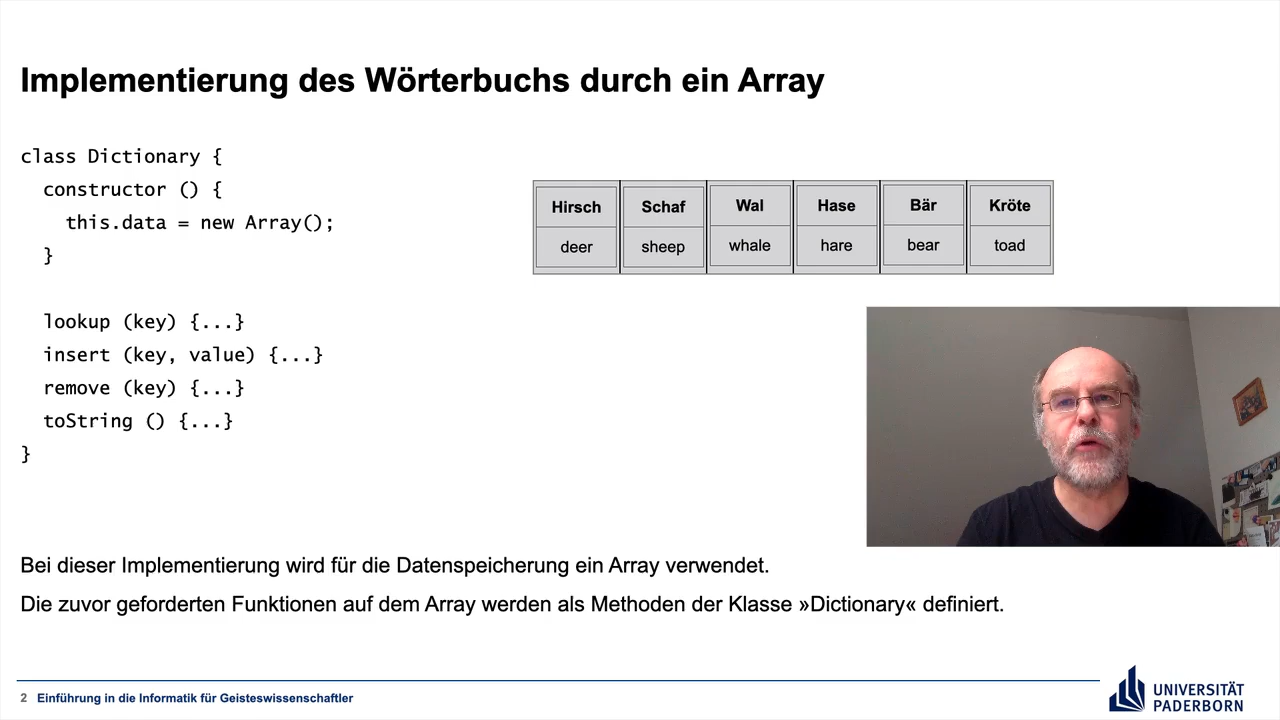 Implementierung des Wörterbuchs durch ein Array
class Dictionary {
constructor () {
this.data = new Array();
}
lookup (key) {...}
insert (key, value) {...}
remove (key) {...}
toString () {...}
}
Hirsch Schaf Wal Hase Bär Kröte
deer sheep whale hare bear toad
Bei dieser Implementierung wird für die Datenspeicherung ein Array verwendet.
Die zuvor geforderten Funktionen auf dem Array werden als Methoden der Klasse »Dictionary« definiert.
2 Einführung in die Informatik für Geisteswissenschaftler
UNIVERSITÄT
PADERBORN